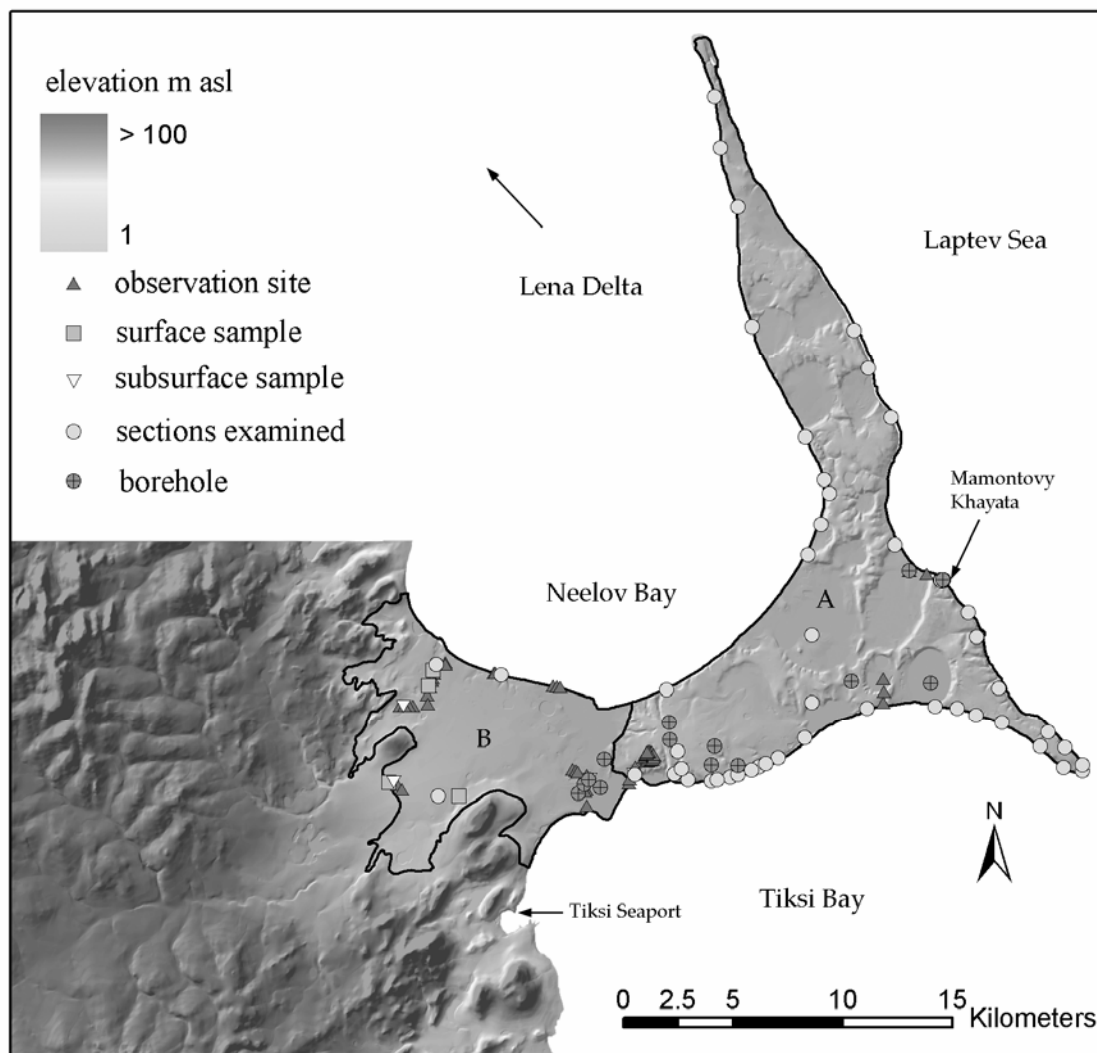 elevation m asl
> 100
1
observation site
surface sample
subsurface sample
sections examined
borehole
Lena Delta
Laptev Sea
Mamontovy
Khayata
Neelov Bay
A
B
N
Tiksi Bay
Tiksi Seaport
0 2.5 5 10 15
Kilometers